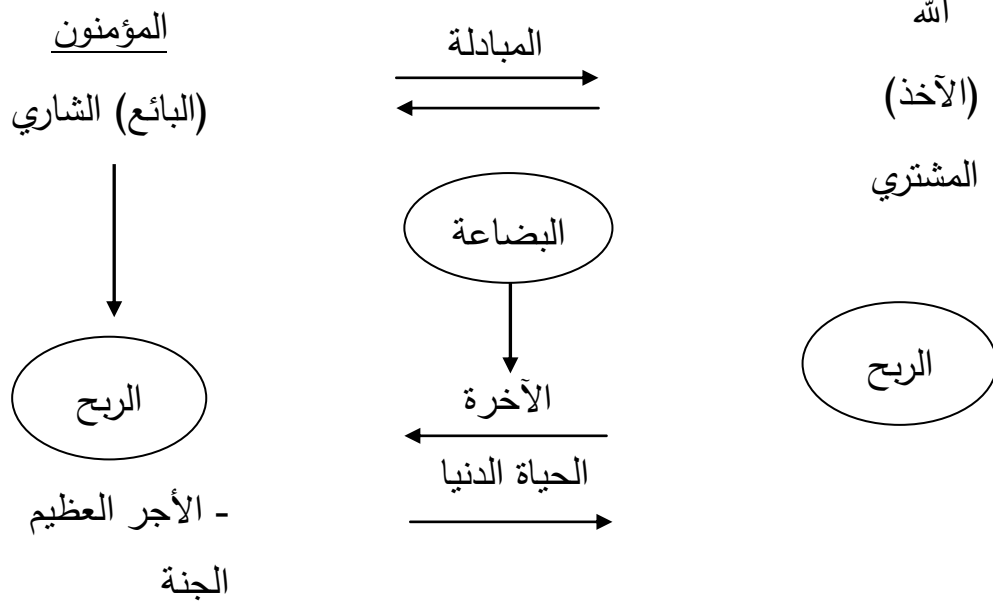 الله
(الآخذ)
المشتري
الربح
المبادلة
البضاعة
الآخرة
الحياة الدنيا
المؤمنون
(البائع) الشاري
الربح
- الأجر العظيم
الجنة